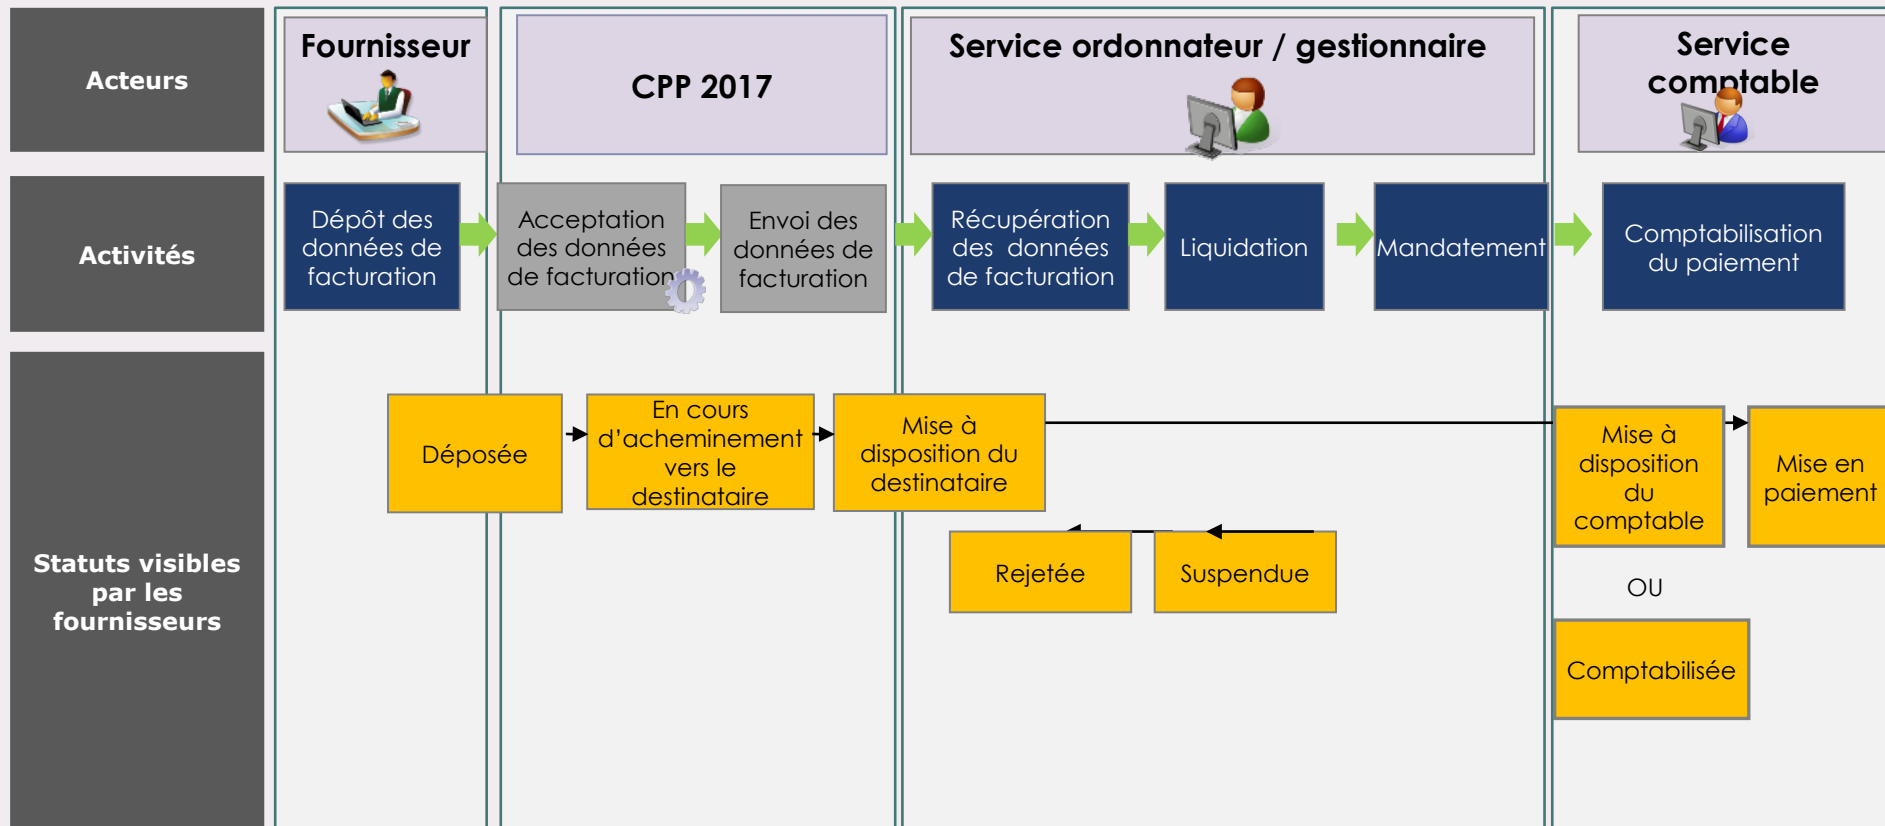 Acteurs
Fournisseur
CPP 2017
Service ordonnateur / gestionnaire
Service
comptable
Activités
Dépôt des
données de
facturation
Acceptation
des données
de facturation
Envoi des
données de
facturation
Récupération
des données
de facturation
Liquidation
Mandatement
Comptabilisation
du paiement
Statuts visibles
par les
fournisseurs
Déposée
En cours
d’acheminement
vers le
destinataire
Mise à
disposition du
destinataire
Rejetée
Suspendue
Mise à
disposition
du
comptable
Mise en
paiement
OU
Comptabilisée